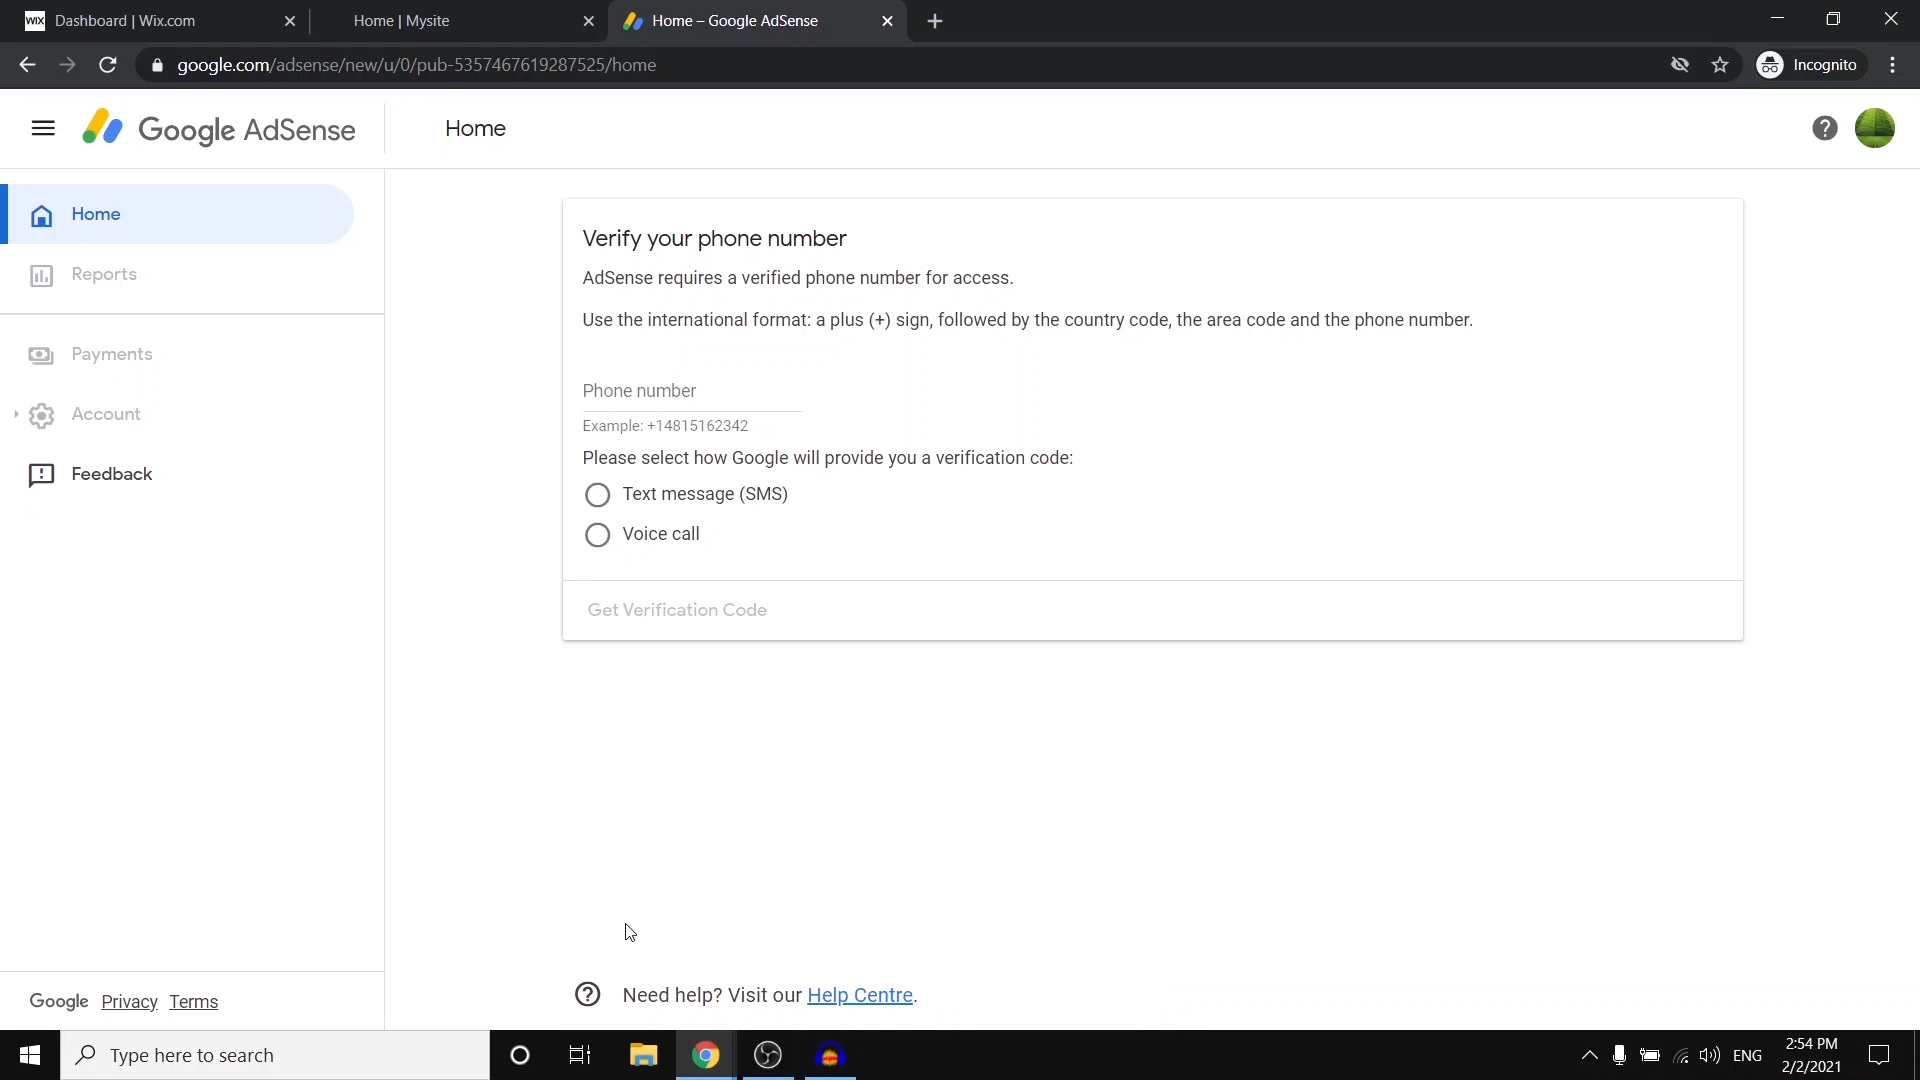 WIX Dashboard | Wix.com
Home | Mysite
Home – Google AdSense
google.com/adsense/new/u/0/pub-5357467619287525/home
Incognito
Google AdSense
Home
Home
Reports
Payments
Account
Feedback
Verify your phone number
AdSense requires a verified phone number for access.
Use the international format: a plus (+) sign, followed by the country code, the area code and the phone number.
Phone number
Example: +14815162342
Please select how Google will provide you a verification code:
Text message (SMS)
Voice call
Get Verification Code
Need help? Visit our Help Centre.
Google Privacy Terms
Type here to search
ENG
2:54 PM
2/2/2021